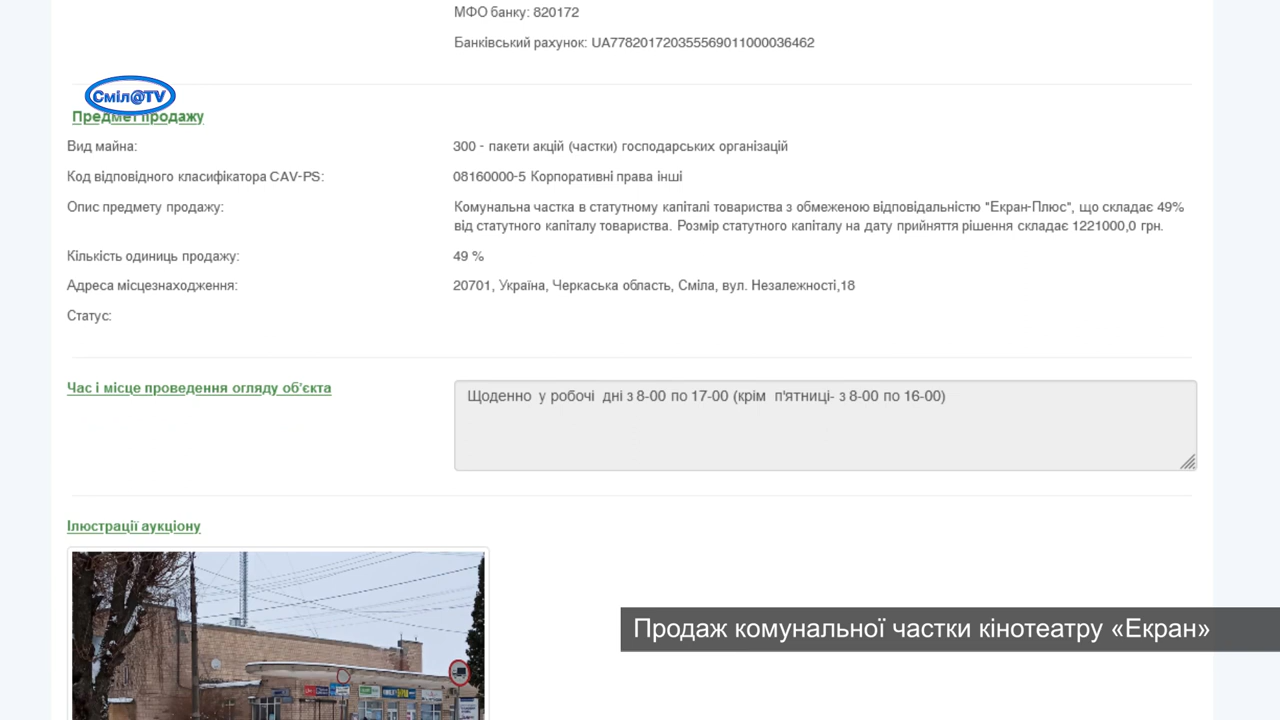 МФО банку: 820172
Банківський рахунок: UA778201720355569011000036462
Сміл@TV
Предмет продажу
Вид майна: 300 - пакети акцій (частки) господарських організацій
Код відповідного класифікатора CAV-PS: 08160000-5 Корпоративні права інші
Опис предмету продажу: Комунальна частка в статутному капіталі товариства з обмеженою відповідальністю "Екран-Плюс", що складає 49%
від статутного капіталу товариства. Розмір статутного капіталу на дату прийняття рішення складає 1221000,0 грн.
Кількість одиниць продажу: 49 %
Адреса місцезнаходження: 20701, Україна, Черкаська область, Сміла, вул. Незалежності,18
Статус:
Час і місце проведення огляду об'єкта Щоденно у робочі дні з 8-00 по 17-00 (крім п'ятниці- з 8-00 по 16-00)
Ілюстрації аукціону
Продаж комунальної частки кінотеатру «Екран»